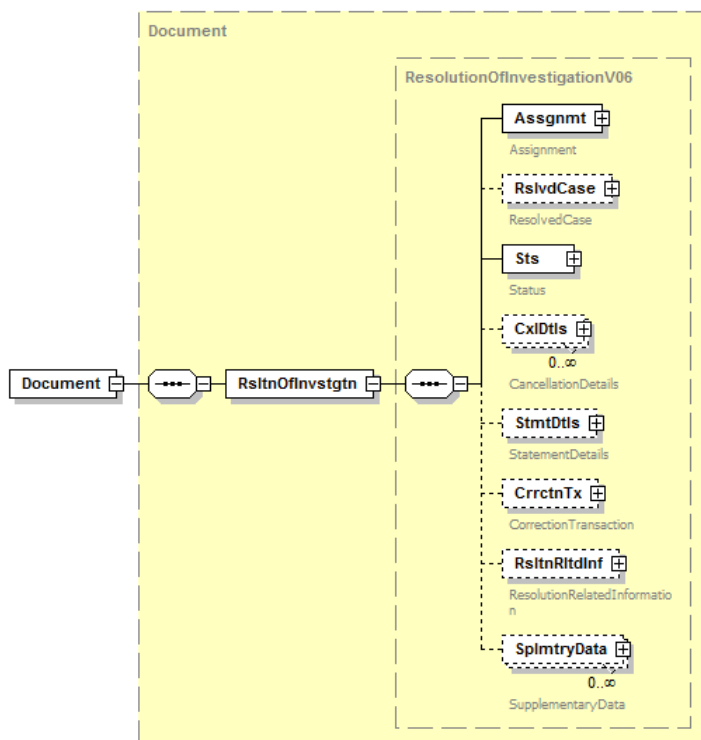 Document
ResolutionOfInvestigationV06
Assgnmt
Assignment
RslvdCase
ResolvedCase
Sts
Status
CxlDtls
0..∞
CancellationDetails
Document
RsltnOfInvstgtn
StmtDtls
StatementDetails
CrrctnTx
CorrectionTransaction
RsltnRltdInf
ResolutionRelatedInformatio
n
SplmtryData
0..∞
SupplementaryData